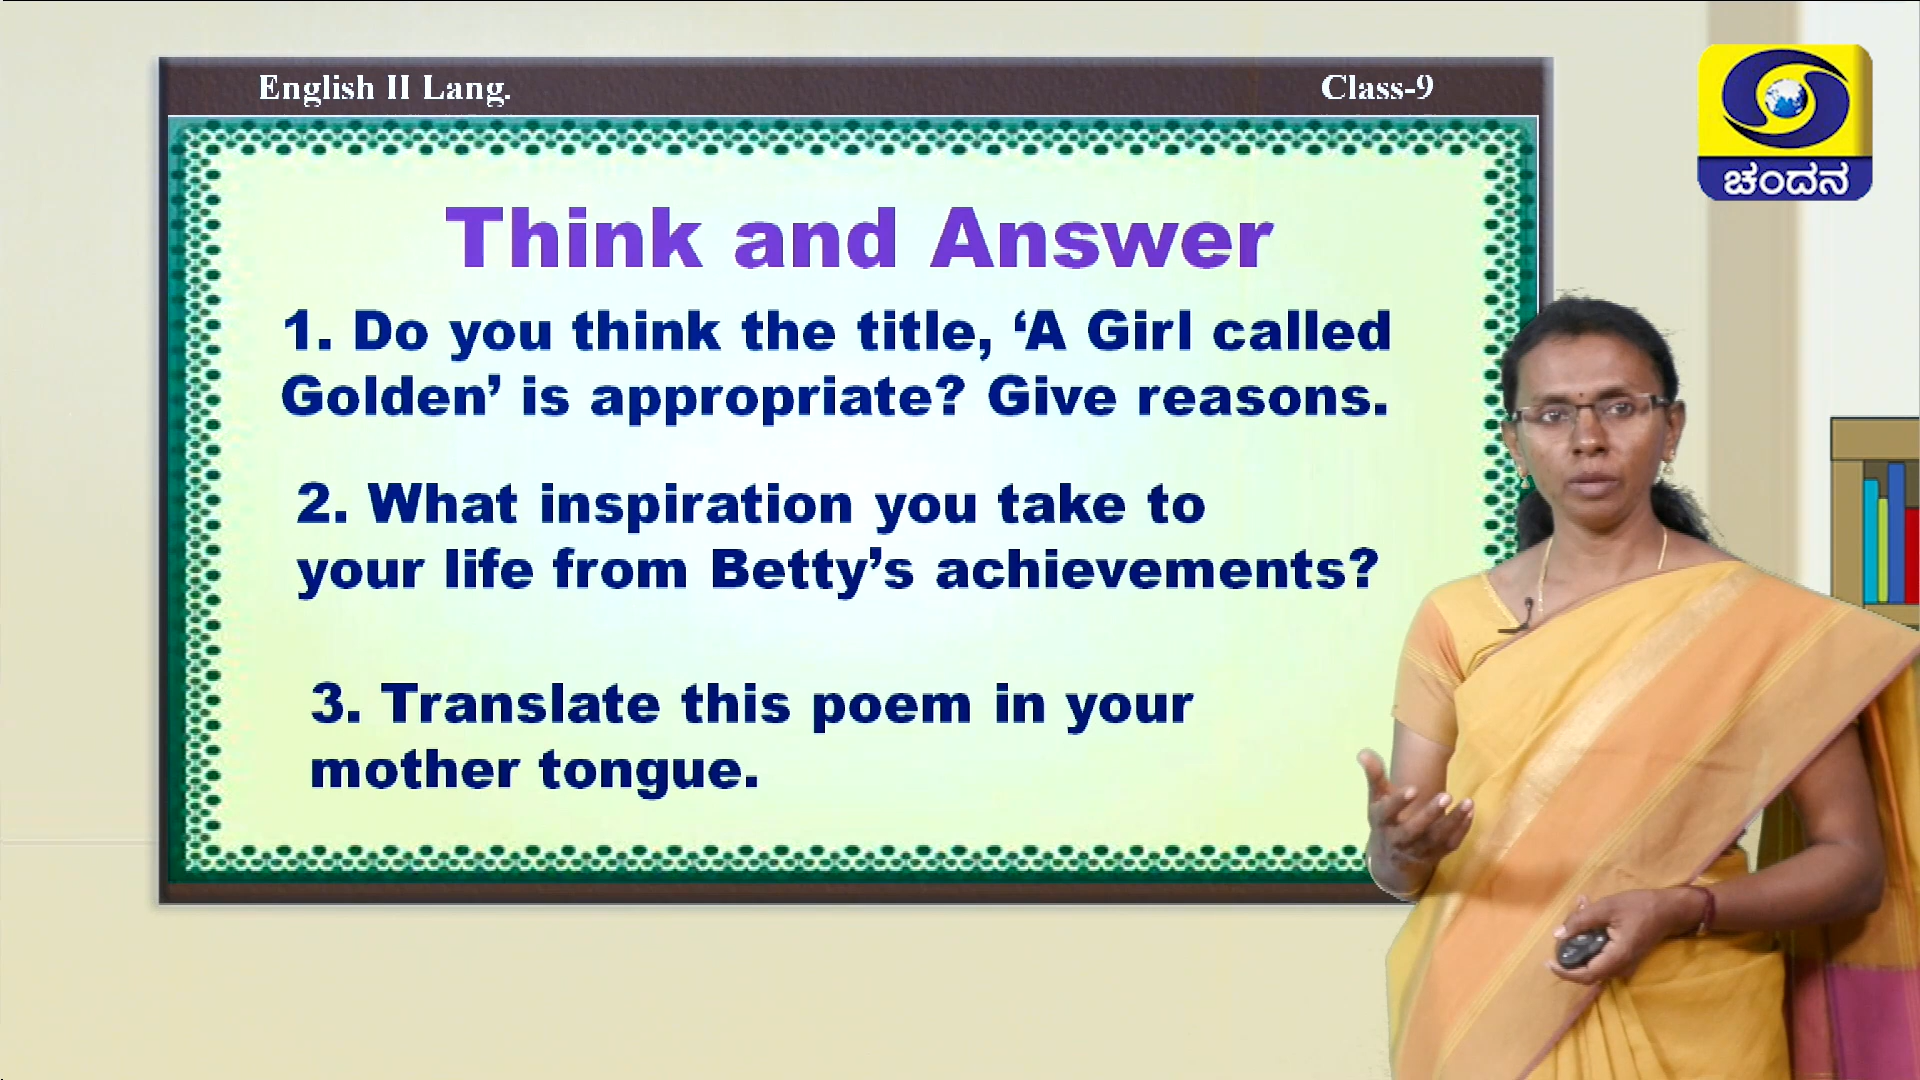 English II Lang.
Class-9
ಚಂದನ
Think and Answer
1. Do you think the title, ‘A Girl called
Golden’ is appropriate? Give reasons.
2. What inspiration you take to
your life from Betty’s achievements?
3. Translate this poem in your
mother tongue.